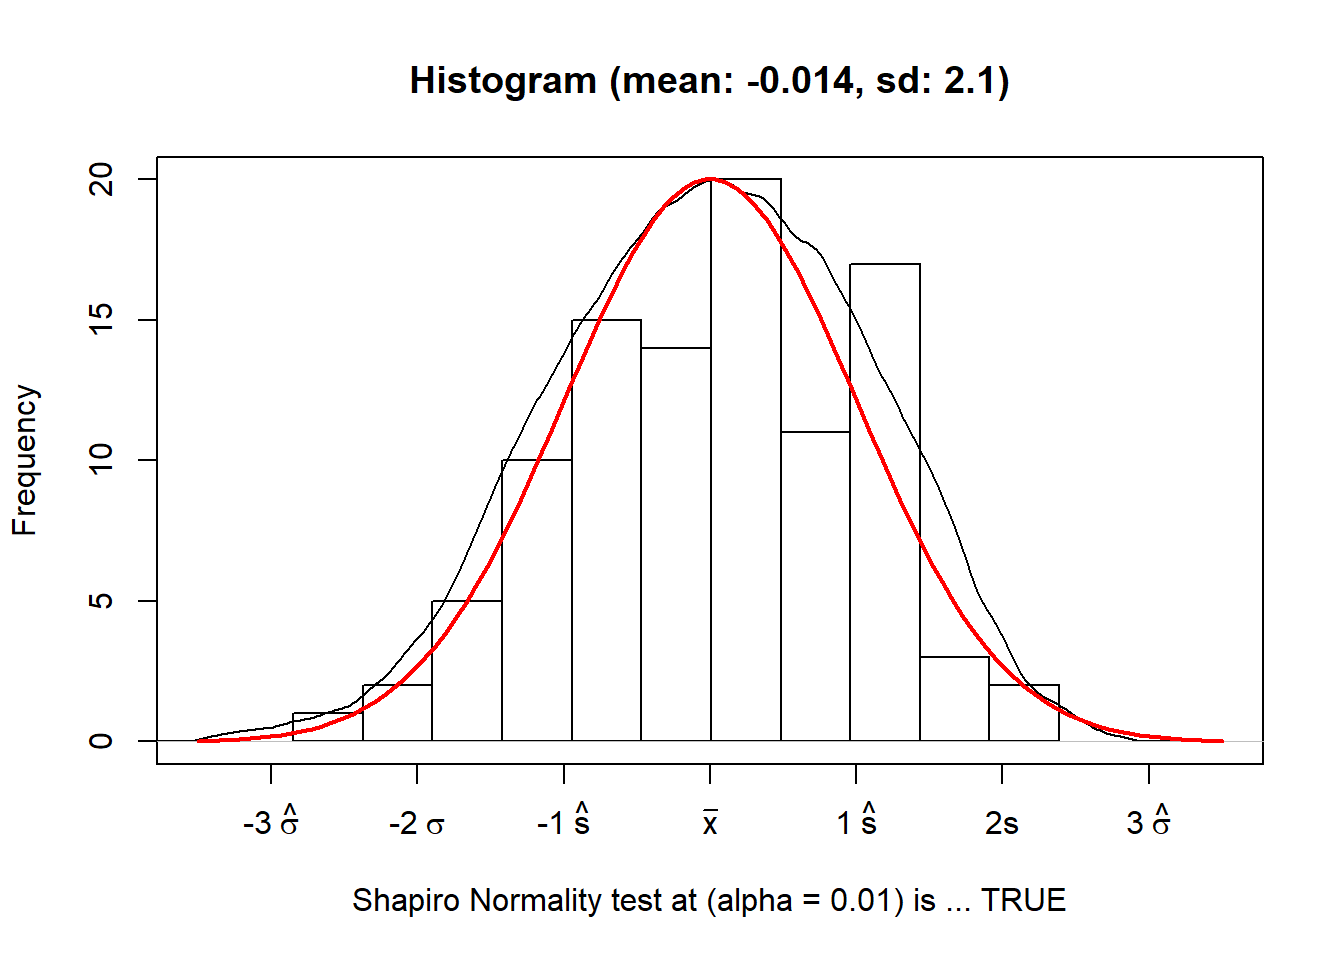 Histogram (mean: -0.014, sd: 2.1)
Frequency
20
15
10
5
0
-3 σ̂ -2 σ -1 ŝ x̄ 1 ŝ 2s 3 σ̂
Shapiro Normality test at (alpha = 0.01) is ... TRUE